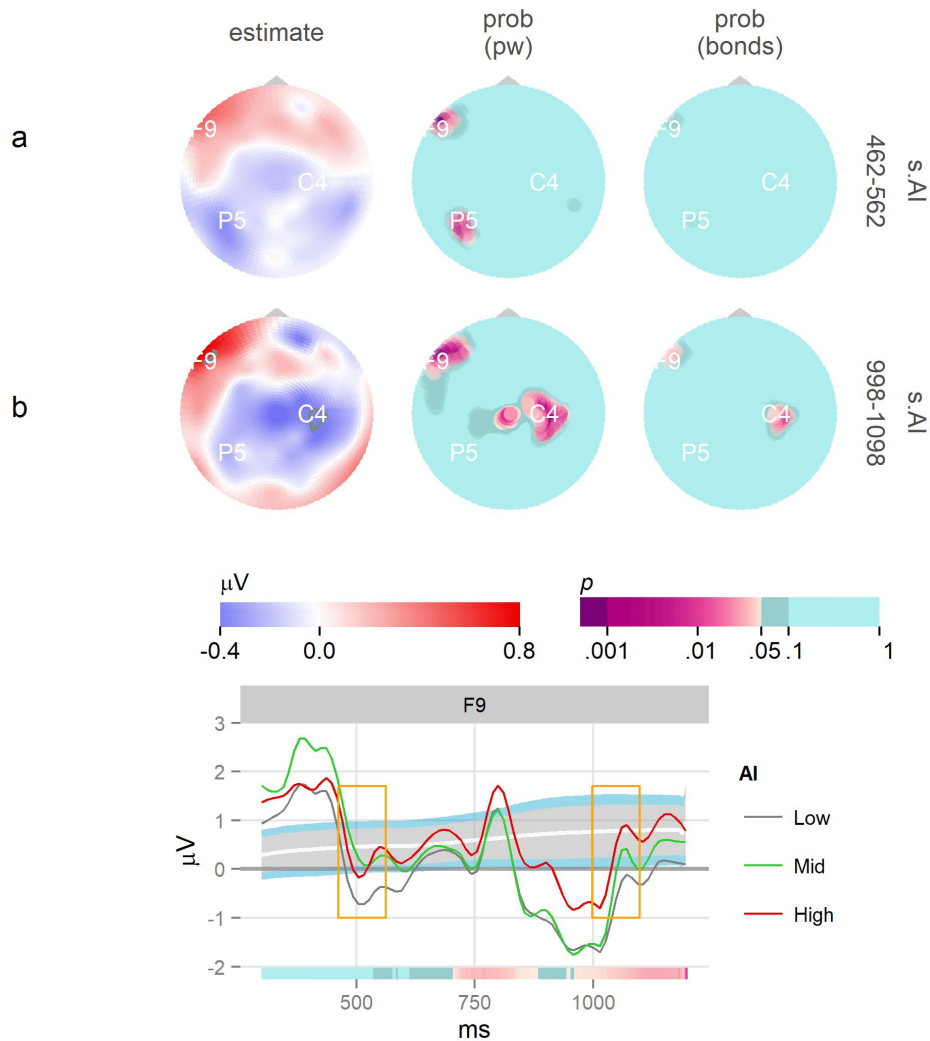 estimate
prob
(pw)
prob
(bonds)
a
F9
C4
P5
F9
C4
P5
F9
C4
P5
s.AI
462-562
b
F9
C4
P5
F9
C4
P5
F9
C4
P5
s.AI
998-1098
μV
-0.4 0.0 0.8
p
.001 .01 .05 .1 1
F9
3
2
1
0
-1
-2
μV
500 750 1000
ms
AI
Low
Mid
High